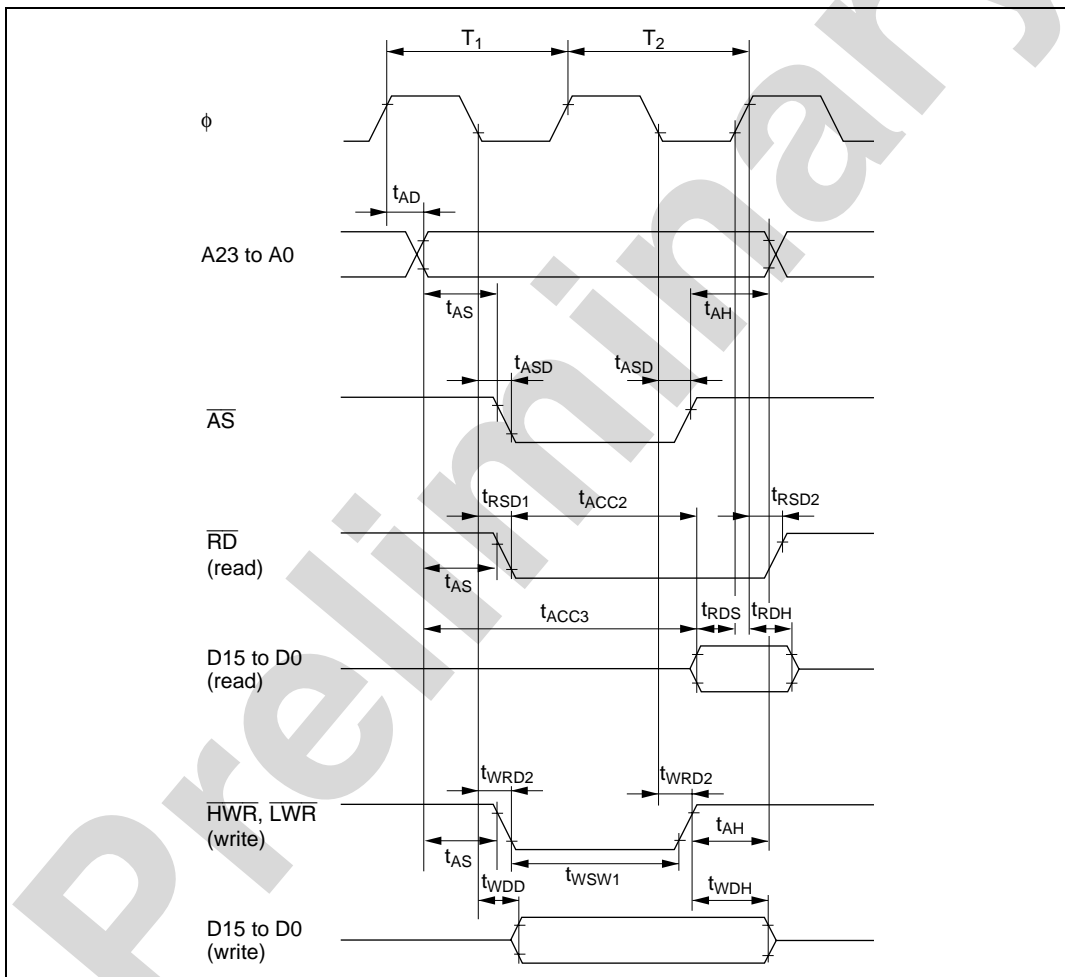 T1 T2
φ
tAD
A23 to A0
tAS tAH
tASD tASD
AS
tRSD1 tACC2 tRSD2
RD
(read)
tAS
tACC3 tRDS tRDH
D15 to D0
(read)
tWRD2 tWRD2
HWR, LWR
(write)
tAH
tAS
tWSW1
tWDD tWDH
D15 to D0
(write)
Preliminary